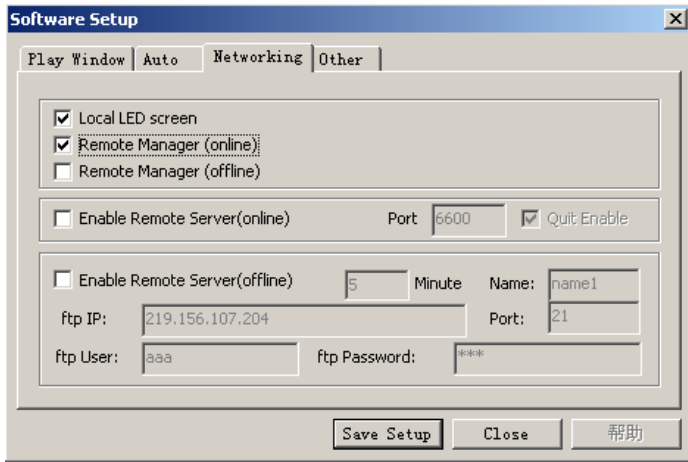 Software Setup
Play Window Auto Networking Other
Local LED screen
Remote Manager (online)
Remote Manager (offline)
Enable Remote Server(online) Port 6600 Quit Enable
Enable Remote Server(offline) 5 Minute Name: name1
ftp IP: 219.156.107.204 Port: 21
ftp User: aaa ftp Password: ***
Save Setup Close 帮助